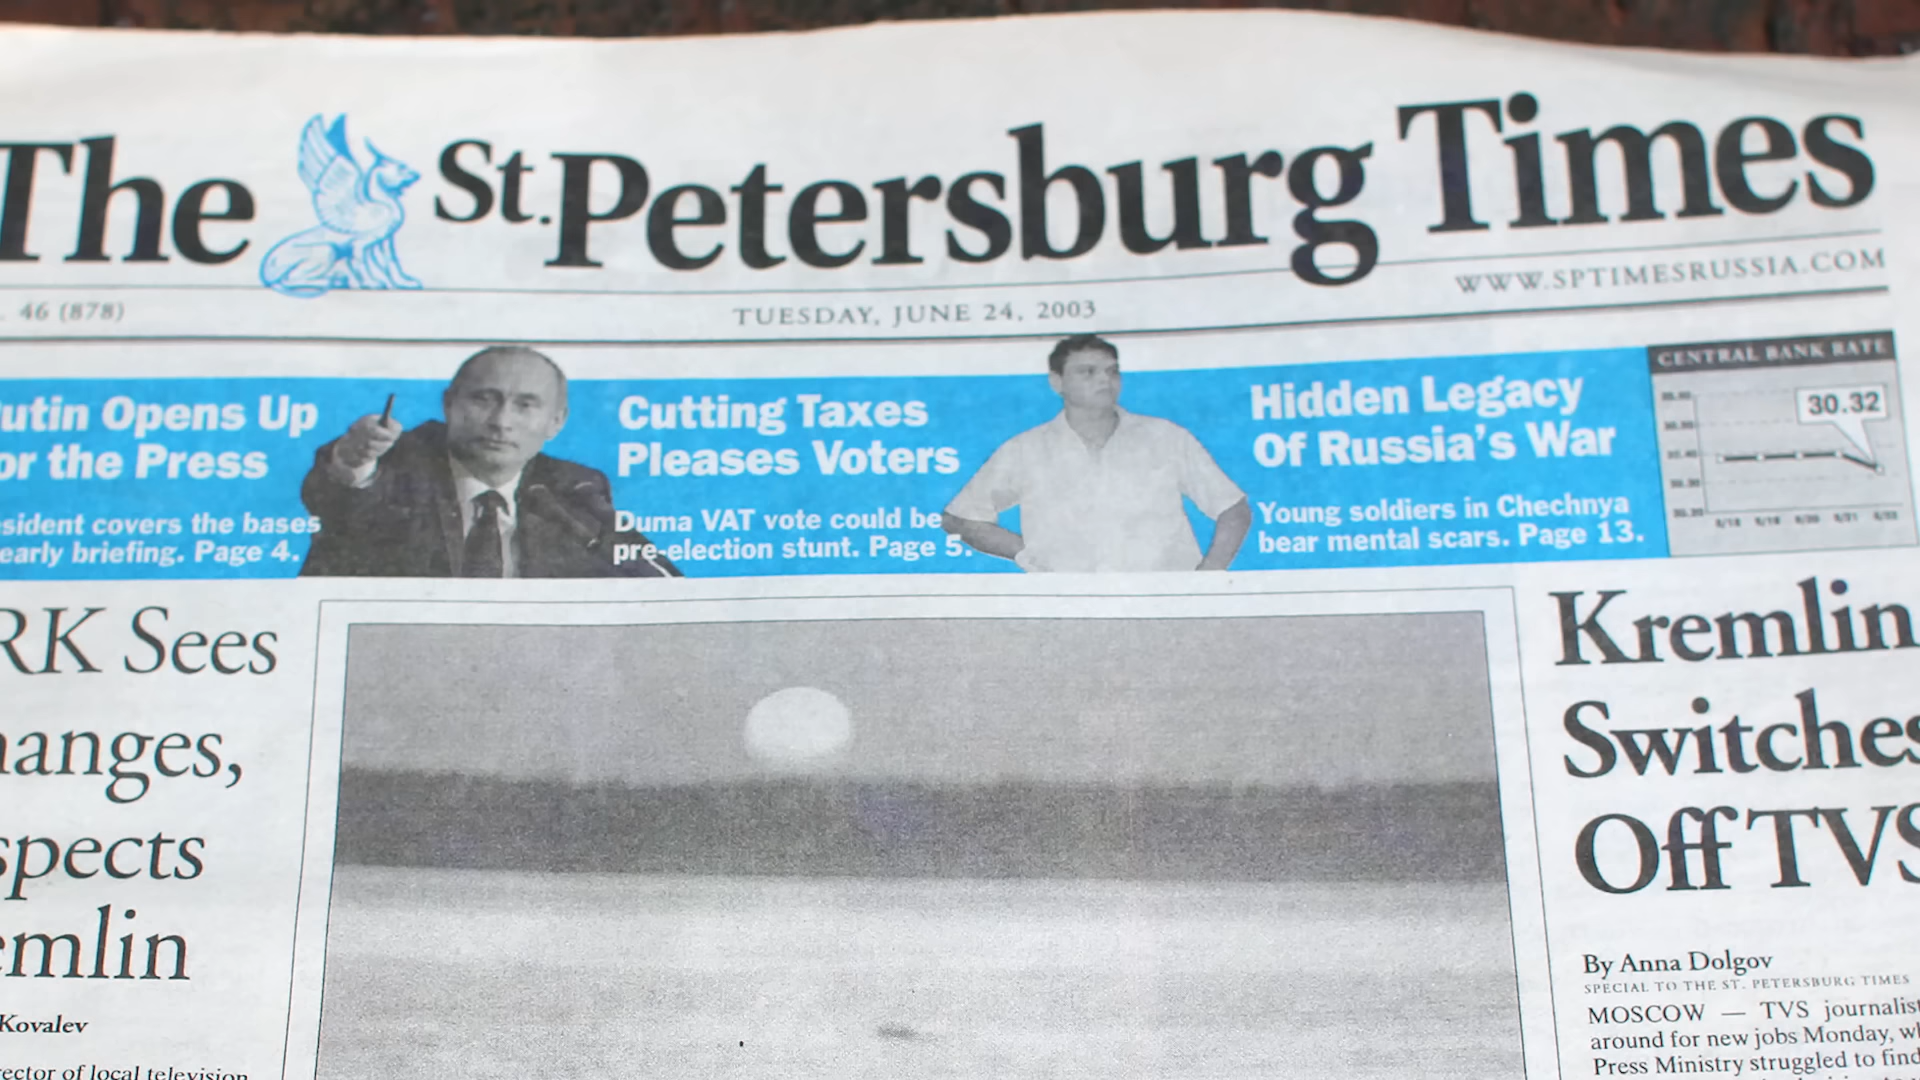 The St. Petersburg Times
WWW.SPTIMESRUSSIA.COM
. 46 (878)
TUESDAY, JUNE 24, 2003
utin Opens Up
or the Press
sident covers the bases
early briefing. Page 4.
Cutting Taxes
Pleases Voters
Duma VAT vote could be
pre-election stunt. Page 5.
Hidden Legacy
Of Russia's War
Young soldiers in Chechnya
bear mental scars. Page 13.
CENTRAL BANK RATE
30.32
RK Sees
hanges,
spects
emlin
Kovalev
ector of local television
Kremlin
Switches
Off TVS
By Anna Dolgov
SPECIAL TO THE ST. PETERSBURG TIMES
MOSCOW — TVS journalist
around for new jobs Monday, wh
Press Ministry struggled to find